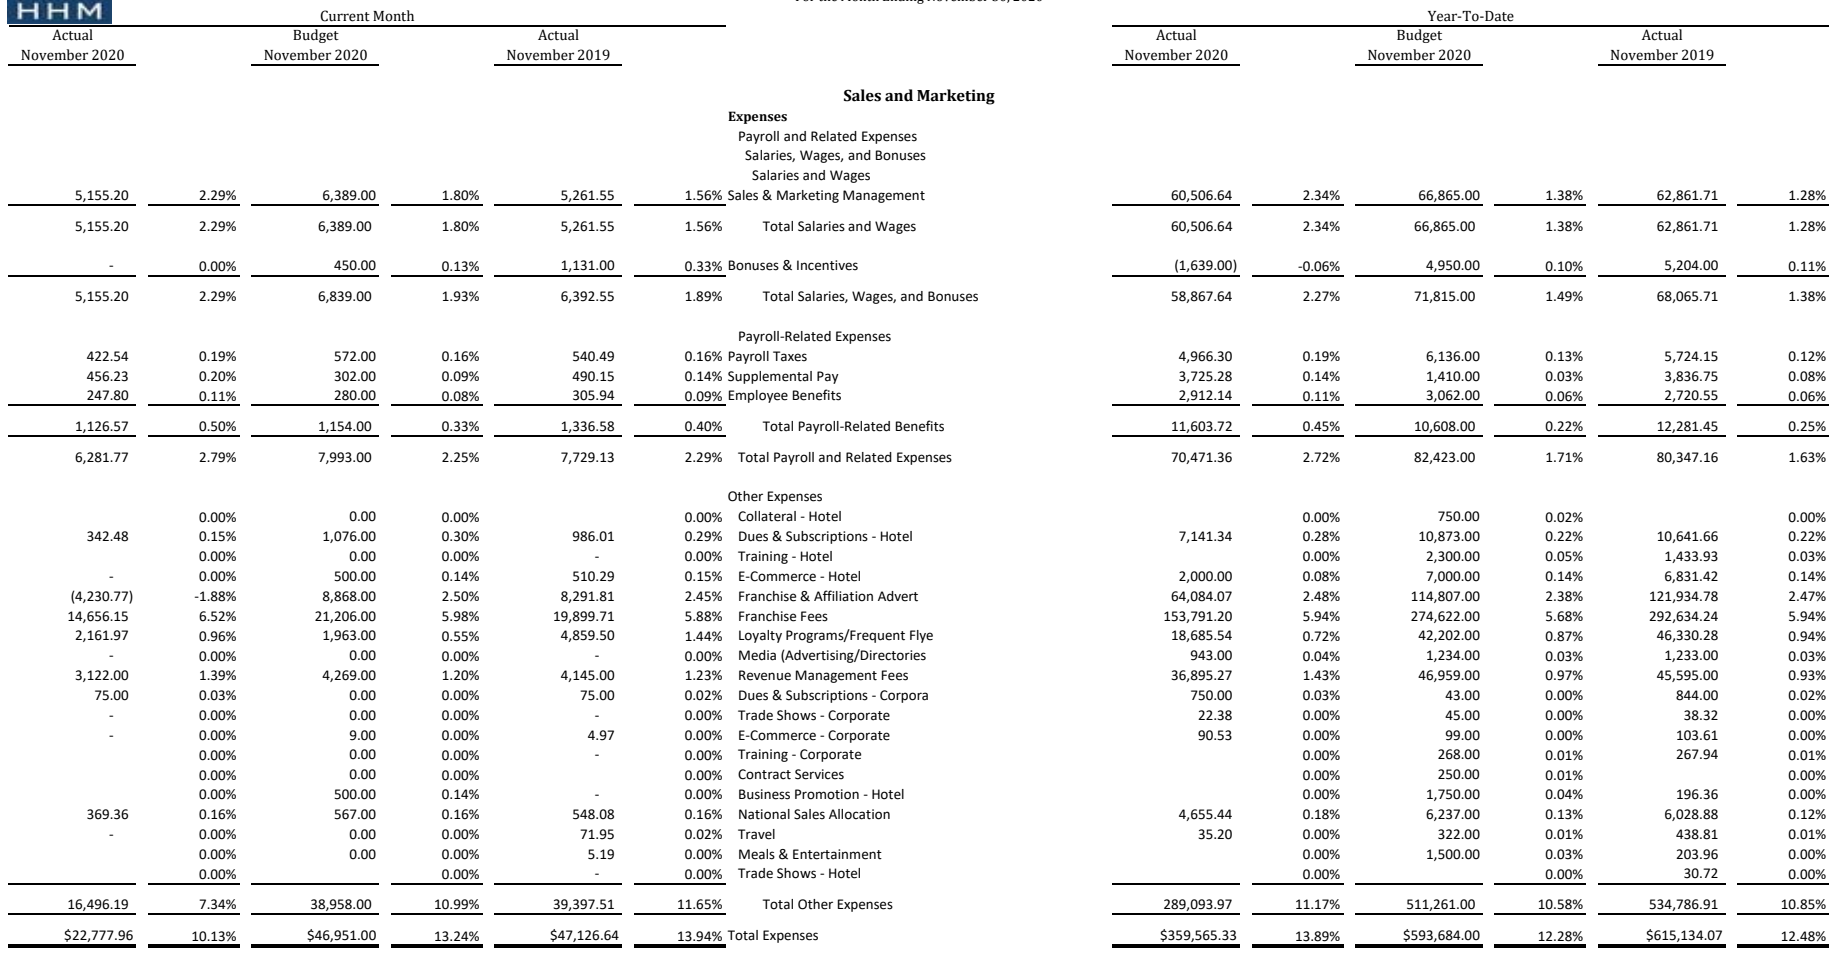 HHM
Current Month Year-To-Date
Actual Budget Actual Actual Budget Actual
November 2020 November 2020 November 2019 November 2020 November 2020 November 2019
Sales and Marketing
Expenses
Payroll and Related Expenses
Salaries, Wages, and Bonuses
Salaries and Wages
5,155.20 2.29% 6,389.00 1.80% 5,261.55 1.56% Sales & Marketing Management 60,506.64 2.34% 66,865.00 1.38% 62,861.71 1.28%
5,155.20 2.29% 6,389.00 1.80% 5,261.55 1.56% Total Salaries and Wages 60,506.64 2.34% 66,865.00 1.38% 62,861.71 1.28%
- 0.00% 450.00 0.13% 1,131.00 0.33% Bonuses & Incentives (1,639.00) -0.06% 4,950.00 0.10% 5,204.00 0.11%
5,155.20 2.29% 6,839.00 1.93% 6,392.55 1.89% Total Salaries, Wages, and Bonuses 58,867.64 2.27% 71,815.00 1.49% 68,065.71 1.38%
Payroll-Related Expenses
422.54 0.19% 572.00 0.16% 540.49 0.16% Payroll Taxes 4,966.30 0.19% 6,136.00 0.13% 5,724.15 0.12%
456.23 0.20% 302.00 0.09% 490.15 0.14% Supplemental Pay 3,725.28 0.14% 1,410.00 0.03% 3,836.75 0.08%
247.80 0.11% 280.00 0.08% 305.94 0.09% Employee Benefits 2,912.14 0.11% 3,062.00 0.06% 2,720.55 0.06%
1,126.57 0.50% 1,154.00 0.33% 1,336.58 0.40% Total Payroll-Related Benefits 11,603.72 0.45% 10,608.00 0.22% 12,281.45 0.25%
6,281.77 2.79% 7,993.00 2.25% 7,729.13 2.29% Total Payroll and Related Expenses 70,471.36 2.72% 82,423.00 1.71% 80,347.16 1.63%
Other Expenses
0.00% 0.00 0.00% 0.00% Collateral - Hotel 0.00% 750.00 0.02% 0.00%
342.48 0.15% 1,076.00 0.30% 986.01 0.29% Dues & Subscriptions - Hotel 7,141.34 0.28% 10,873.00 0.22% 10,641.66 0.22%
0.00% 0.00 0.00% - 0.00% Training - Hotel 0.00% 2,300.00 0.05% 1,433.93 0.03%
- 0.00% 500.00 0.14% 510.29 0.15% E-Commerce - Hotel 2,000.00 0.08% 7,000.00 0.14% 6,831.42 0.14%
(4,230.77) -1.88% 8,868.00 2.50% 8,291.81 2.45% Franchise & Affiliation Advert 64,084.07 2.48% 114,807.00 2.38% 121,934.78 2.47%
14,656.15 6.52% 21,206.00 5.98% 19,899.71 5.88% Franchise Fees 153,791.20 5.94% 274,622.00 5.68% 292,634.24 5.94%
2,161.97 0.96% 1,963.00 0.55% 4,859.50 1.44% Loyalty Programs/Frequent Flye 18,685.54 0.72% 42,202.00 0.87% 46,330.28 0.94%
- 0.00% 0.00 0.00% - 0.00% Media (Advertising/Directories 943.00 0.04% 1,234.00 0.03% 1,233.00 0.03%
3,122.00 1.39% 4,269.00 1.20% 4,145.00 1.23% Revenue Management Fees 36,895.27 1.43% 46,959.00 0.97% 45,595.00 0.93%
75.00 0.03% 0.00 0.00% 75.00 0.02% Dues & Subscriptions - Corpora 750.00 0.03% 43.00 0.00% 844.00 0.02%
- 0.00% 0.00 0.00% - 0.00% Trade Shows - Corporate 22.38 0.00% 45.00 0.00% 38.32 0.00%
- 0.00% 9.00 0.00% 4.97 0.00% E-Commerce - Corporate 90.53 0.00% 99.00 0.00% 103.61 0.00%
0.00% 0.00 0.00% - 0.00% Training - Corporate 0.00% 268.00 0.01% 267.94 0.01%
0.00% 0.00 0.00% 0.00% Contract Services 0.00% 250.00 0.01% 0.00%
0.00% 500.00 0.14% - 0.00% Business Promotion - Hotel 0.00% 1,750.00 0.04% 196.36 0.00%
369.36 0.16% 567.00 0.16% 548.08 0.16% National Sales Allocation 4,655.44 0.18% 6,237.00 0.13% 6,028.88 0.12%
- 0.00% 0.00 0.00% 71.95 0.02% Travel 35.20 0.00% 322.00 0.01% 438.81 0.01%
0.00% 0.00 0.00% 5.19 0.00% Meals & Entertainment 0.00% 1,500.00 0.03% 203.96 0.00%
0.00% 0.00% - 0.00% Trade Shows - Hotel 0.00% 0.00% 30.72 0.00%
16,496.19 7.34% 38,958.00 10.99% 39,397.51 11.65% Total Other Expenses 289,093.97 11.17% 511,261.00 10.58% 534,786.91 10.85%
$22,777.96 10.13% $46,951.00 13.24% $47,126.64 13.94% Total Expenses $359,565.33 13.89% $593,684.00 12.28% $615,134.07 12.48%